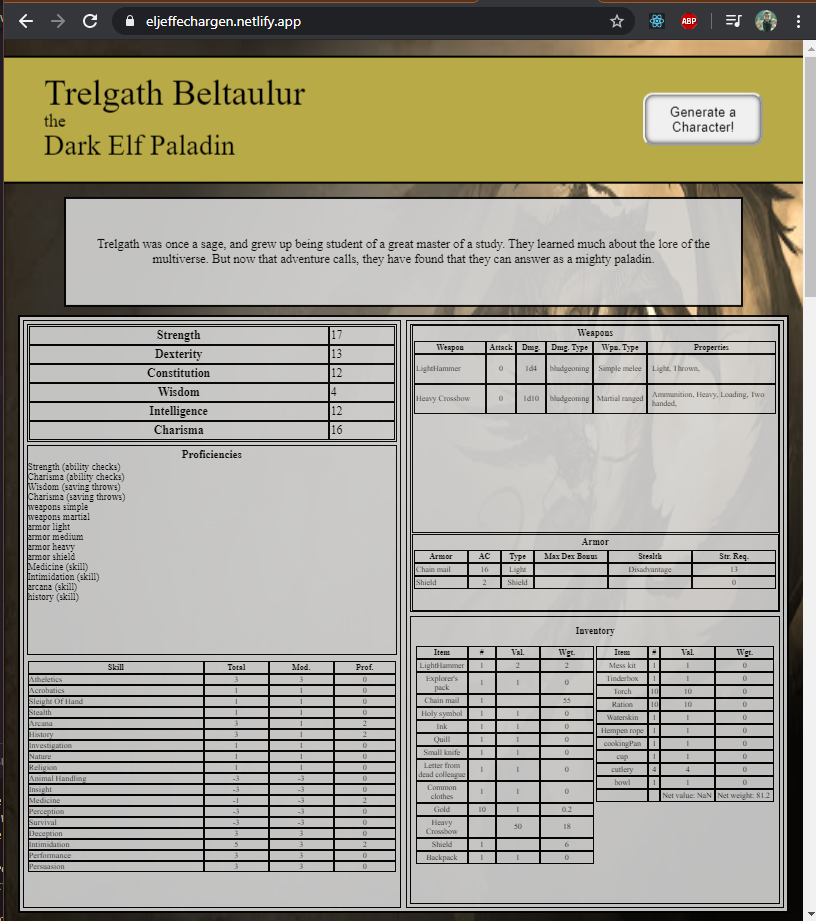 eljeffechargen.netlify.app
ABP
Trelgath Beltaulur
the
Dark Elf Paladin
Generate a
Character!
Trelgath was once a sage, and grew up being student of a great master of a study. They learned much about the lore of the
multiverse. But now that adventure calls, they have found that they can answer as a mighty paladin.
Strength 17
Dexterity 13
Constitution 12
Wisdom 4
Intelligence 12
Charisma 16
Proficiencies
Strength (ability checks)
Charisma (ability checks)
Wisdom (saving throws)
Charisma (saving throws)
weapons simple
weapons martial
armor light
armor medium
armor heavy
armor shield
Medicine (skill)
Intimidation (skill)
arcana (skill)
history (skill)
Skill Total Mod. Prof.
Atheletics 3 3 0
Acrobatics 1 1 0
Sleight Of Hand 1 1 0
Stealth 1 1 0
Arcana 3 1 2
History 3 1 2
Investigation 1 1 0
Nature 1 1 0
Religion 1 1 0
Animal Handling -3 -3 0
Insight -3 -3 0
Medicine -1 -3 2
Perception -3 -3 0
Survival -3 -3 0
Deception 3 3 0
Intimidation 5 3 2
Performance 3 3 0
Persuasion 3 3 0
Weapons
Weapon Attack Dmg. Dmg. Type Wpn. Type Properties
LightHammer 0 1d4 bludgeoning Simple melee Light, Thrown,
Heavy Crossbow 0 1d10 bludgeoning Martial ranged Ammunition, Heavy, Loading, Two
handed,
Armor
Armor AC Type Max Dex Bonus Stealth Str. Req.
Chain mail 16 Light Disadvantage 13
Shield 2 Shield 0
Inventory
Item # Val. Wgt.
LightHammer 1 2 2
Explorer's
pack 1 1 0
Chain mail 1 55
Holy symbol 1 1 0
Ink 1 1 0
Quill 1 1 0
Small knife 1 1 0
Letter from
dead colleague 1 1 0
Common
clothes 1 1 0
Gold 10 1 0.2
Heavy
Crossbow 50 18
Shield 1 6
Backpack 1 1 0
Item # Val. Wgt.
Mess kit 1 1 0
Tinderbox 1 1 0
Torch 10 10 0
Ration 10 10 0
Waterskin 1 1 0
Hempen rope 1 1 0
cookingPan 1 1 0
cup 1 1 0
cutlery 4 4 0
bowl 1 1 0
Net value: NaN Net weight: 81.2